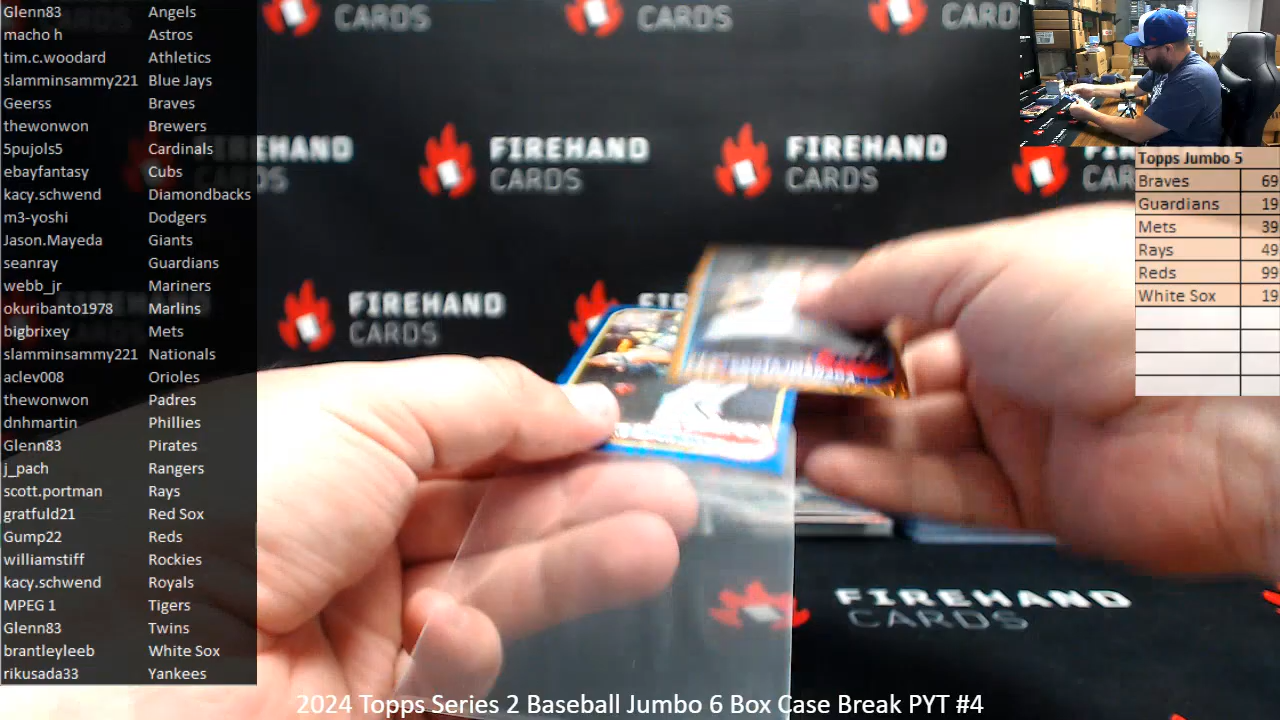 Glenn83 Angels
macho h Astros
tim.c.woodard Athletics
slamminsammy221 Blue Jays
Geerss Braves
thewonwon Brewers
5pujols5 Cardinals
ebayfantasy Cubs
kacy.schwend Diamondbacks
m3-yoshi Dodgers
Jason.Mayeda Giants
seanray Guardians
webb_jr Mariners
okuribanto1978 Marlins
bigbrixey Mets
slamminsammy221 Nationals
aclev008 Orioles
thewonwon Padres
dnhmartin Phillies
Glenn83 Pirates
j_pach Rangers
scott.portman Rays
gratfuld21 Red Sox
Gump22 Reds
williamstiff Rockies
kacy.schwend Royals
MPEG 1 Tigers
Glenn83 Twins
brantleyleeb White Sox
rikusada33 Yankees
CARDS
CARDS
CARD
EHAND
DS
FIREHAND
CARDS
FIREHAND
CARDS
CAR
FIREHAND
CARDS
FIRE
FIREHAND
CARDS
Topps Jumbo 5
Braves 69
Guardians 19
Mets 39
Rays 49
Reds 99
White Sox 19
2024 Topps Series 2 Baseball Jumbo 6 Box Case Break PYT #4